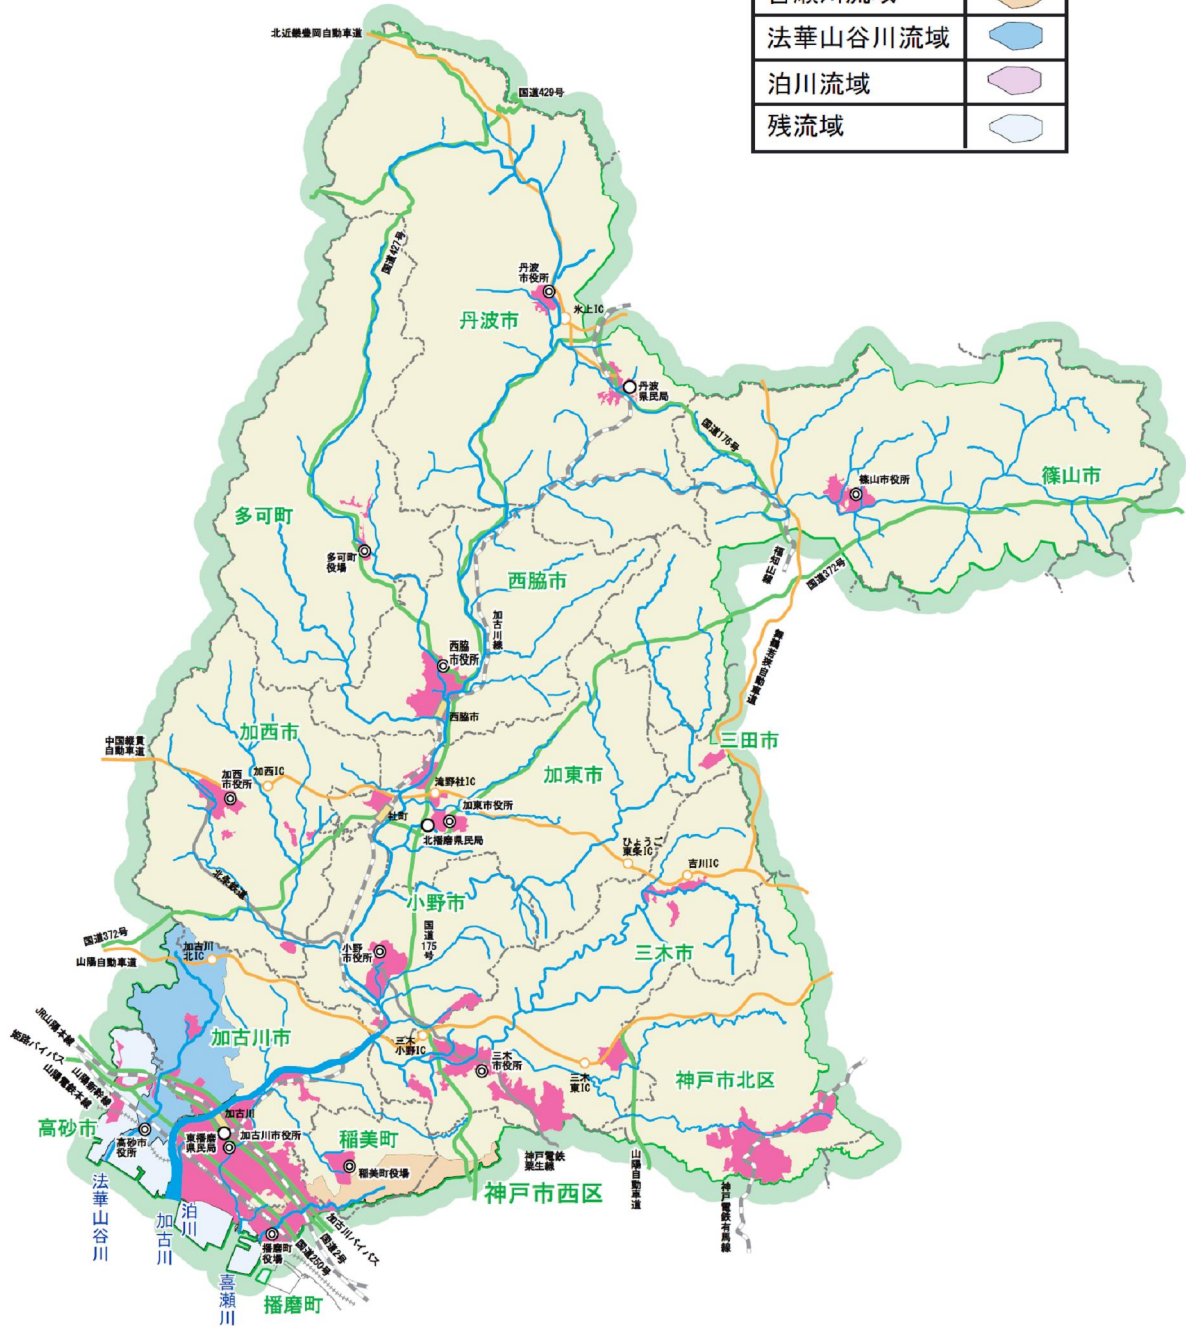 法華山谷川流域
泊川流域
残流域
北近畿豊岡自動車道
国道429号
国道427号
丹波
市役所
氷上IC
丹波市
丹波
県民局
国道176号
篠山市役所
篠山市
多可町
多可町
役場
西脇市
福知山線
国道372号
加古川線
西脇
市役所
舞鶴若狭自動車道
西脇市
加西市
三田市
中国縦貫
自動車道
加西
市役所
加西IC
加東市
滝野社IC
加東市役所
社町
北播磨県民局
ひょうご
東条IC
吉川IC
北条鉄道
小野市
国道
175
号
国道372号
山陽自動車道
加古川
北IC
小野
市役所
三木市
加古川市
三木
小野IC
三木
市役所
三木
東IC
神戸市北区
JR山陽本線
姫路バイパス
山陽新幹線
山陽電鉄本線
高砂市
高砂市
役所
加古川
東播磨
県民局
加古川市役所
稲美町
稲美町役場
神戸電鉄
粟生線
山陽自動車道
神戸市西区
神戸電鉄有馬線
法華山谷川
加古川
泊川
喜瀬川
播磨町
役場
加古川バイパス
国道2号
国道250号
播磨町